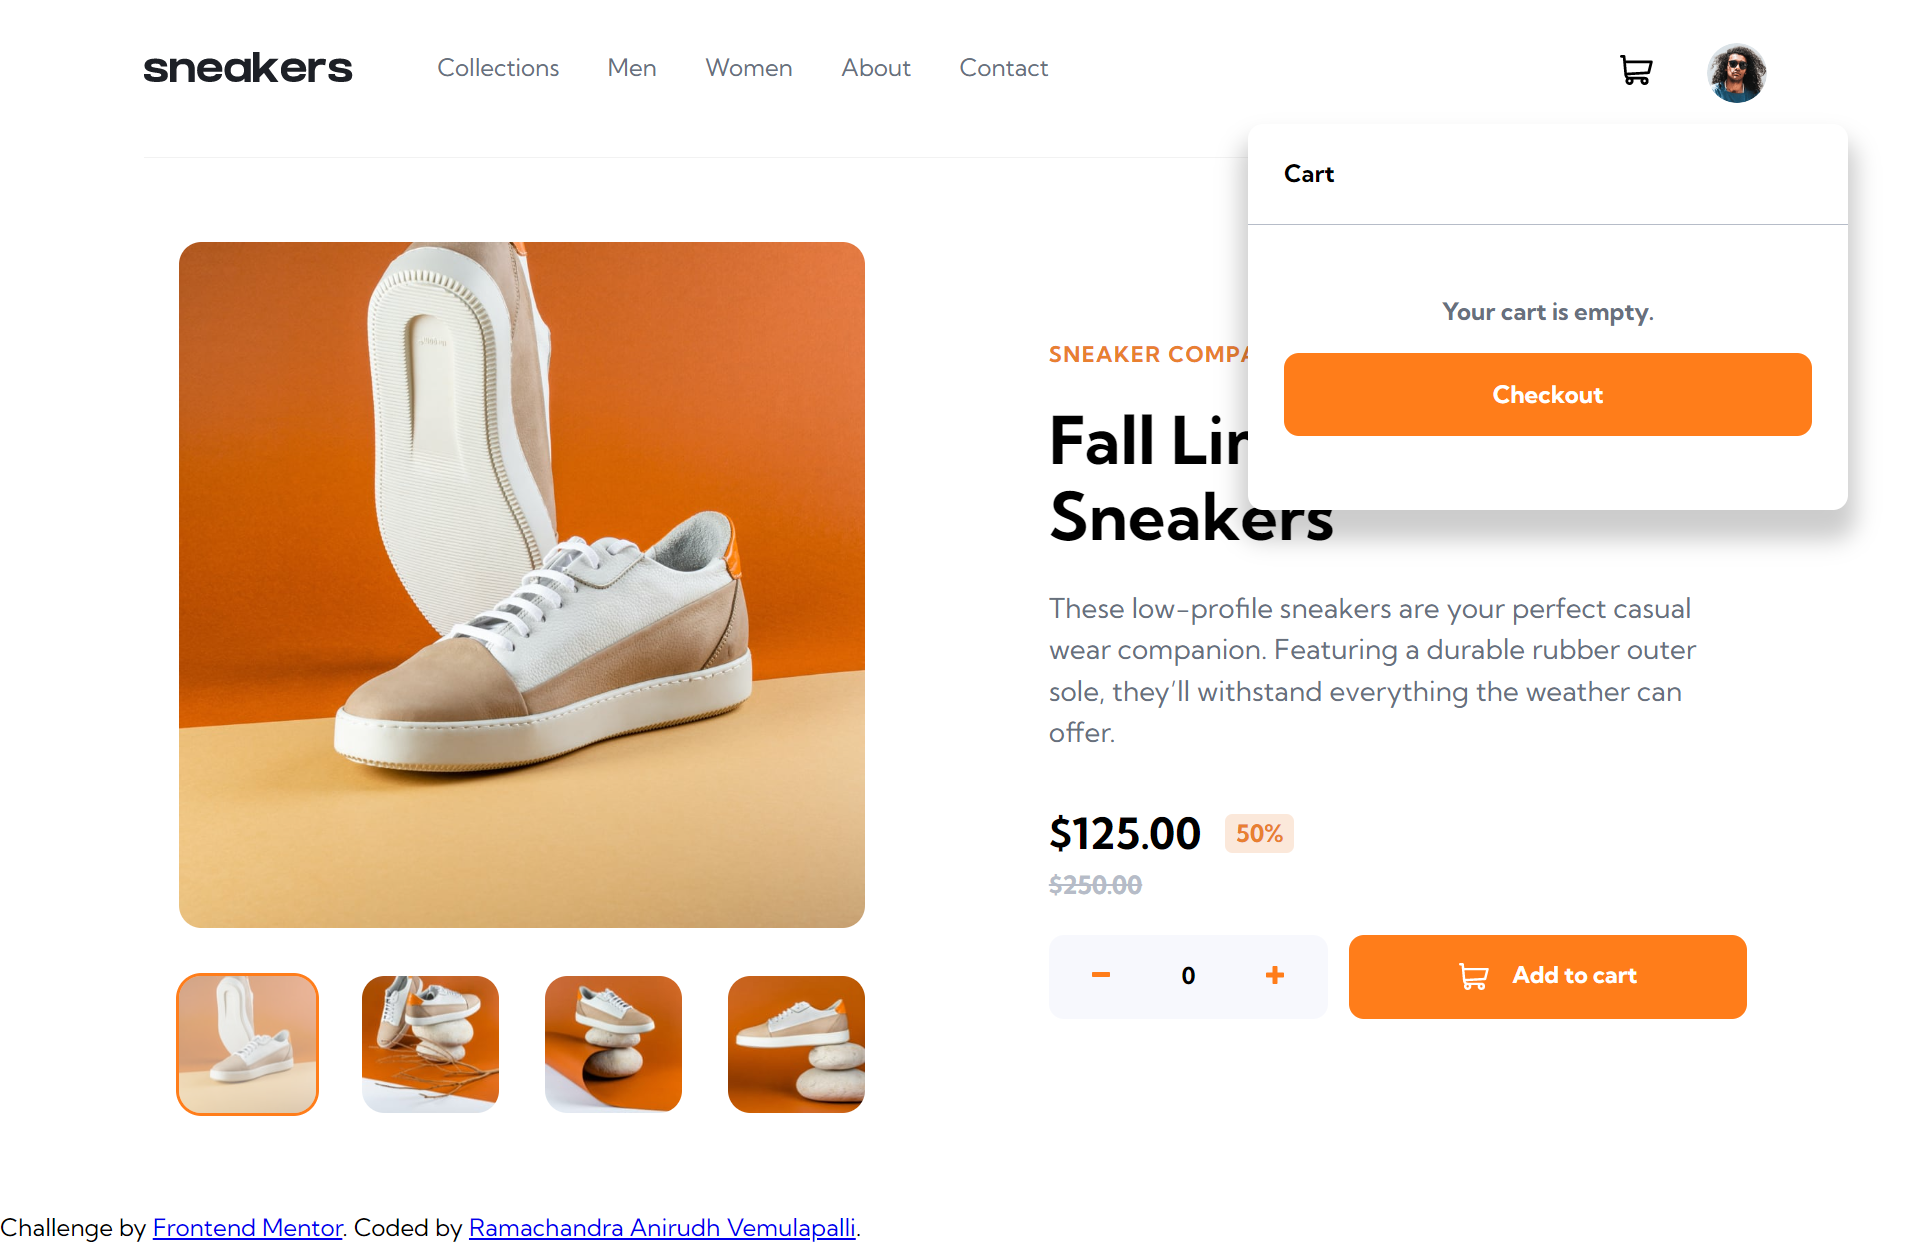 sneakers
Collections Men Women About Contact
Cart
Your cart is empty.
Checkout
SNEAKER COMPA
Fall Lin
Sneakers
These low-profile sneakers are your perfect casual
wear companion. Featuring a durable rubber outer
sole, they’ll withstand everything the weather can
offer.
$125.00 50%
$250.00
0
Add to cart
Challenge by Frontend Mentor. Coded by Ramachandra Anirudh Vemulapalli.